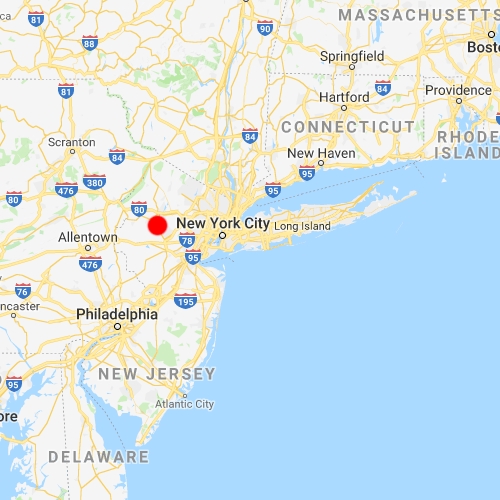 ca
81
88
90
MASSACHUSETTS
Bosto
Springfield
81
84
Providence
Hartford
CONNECTICUT
84
RHODE
ISLAND
Scranton
84
New Haven
95
95
380
476
80
80
New York City
Long Island
Allentown
78
95
476
76
ncaster
195
Philadelphia
NEW JERSEY
95
Atlantic City
ore
DELAWARE